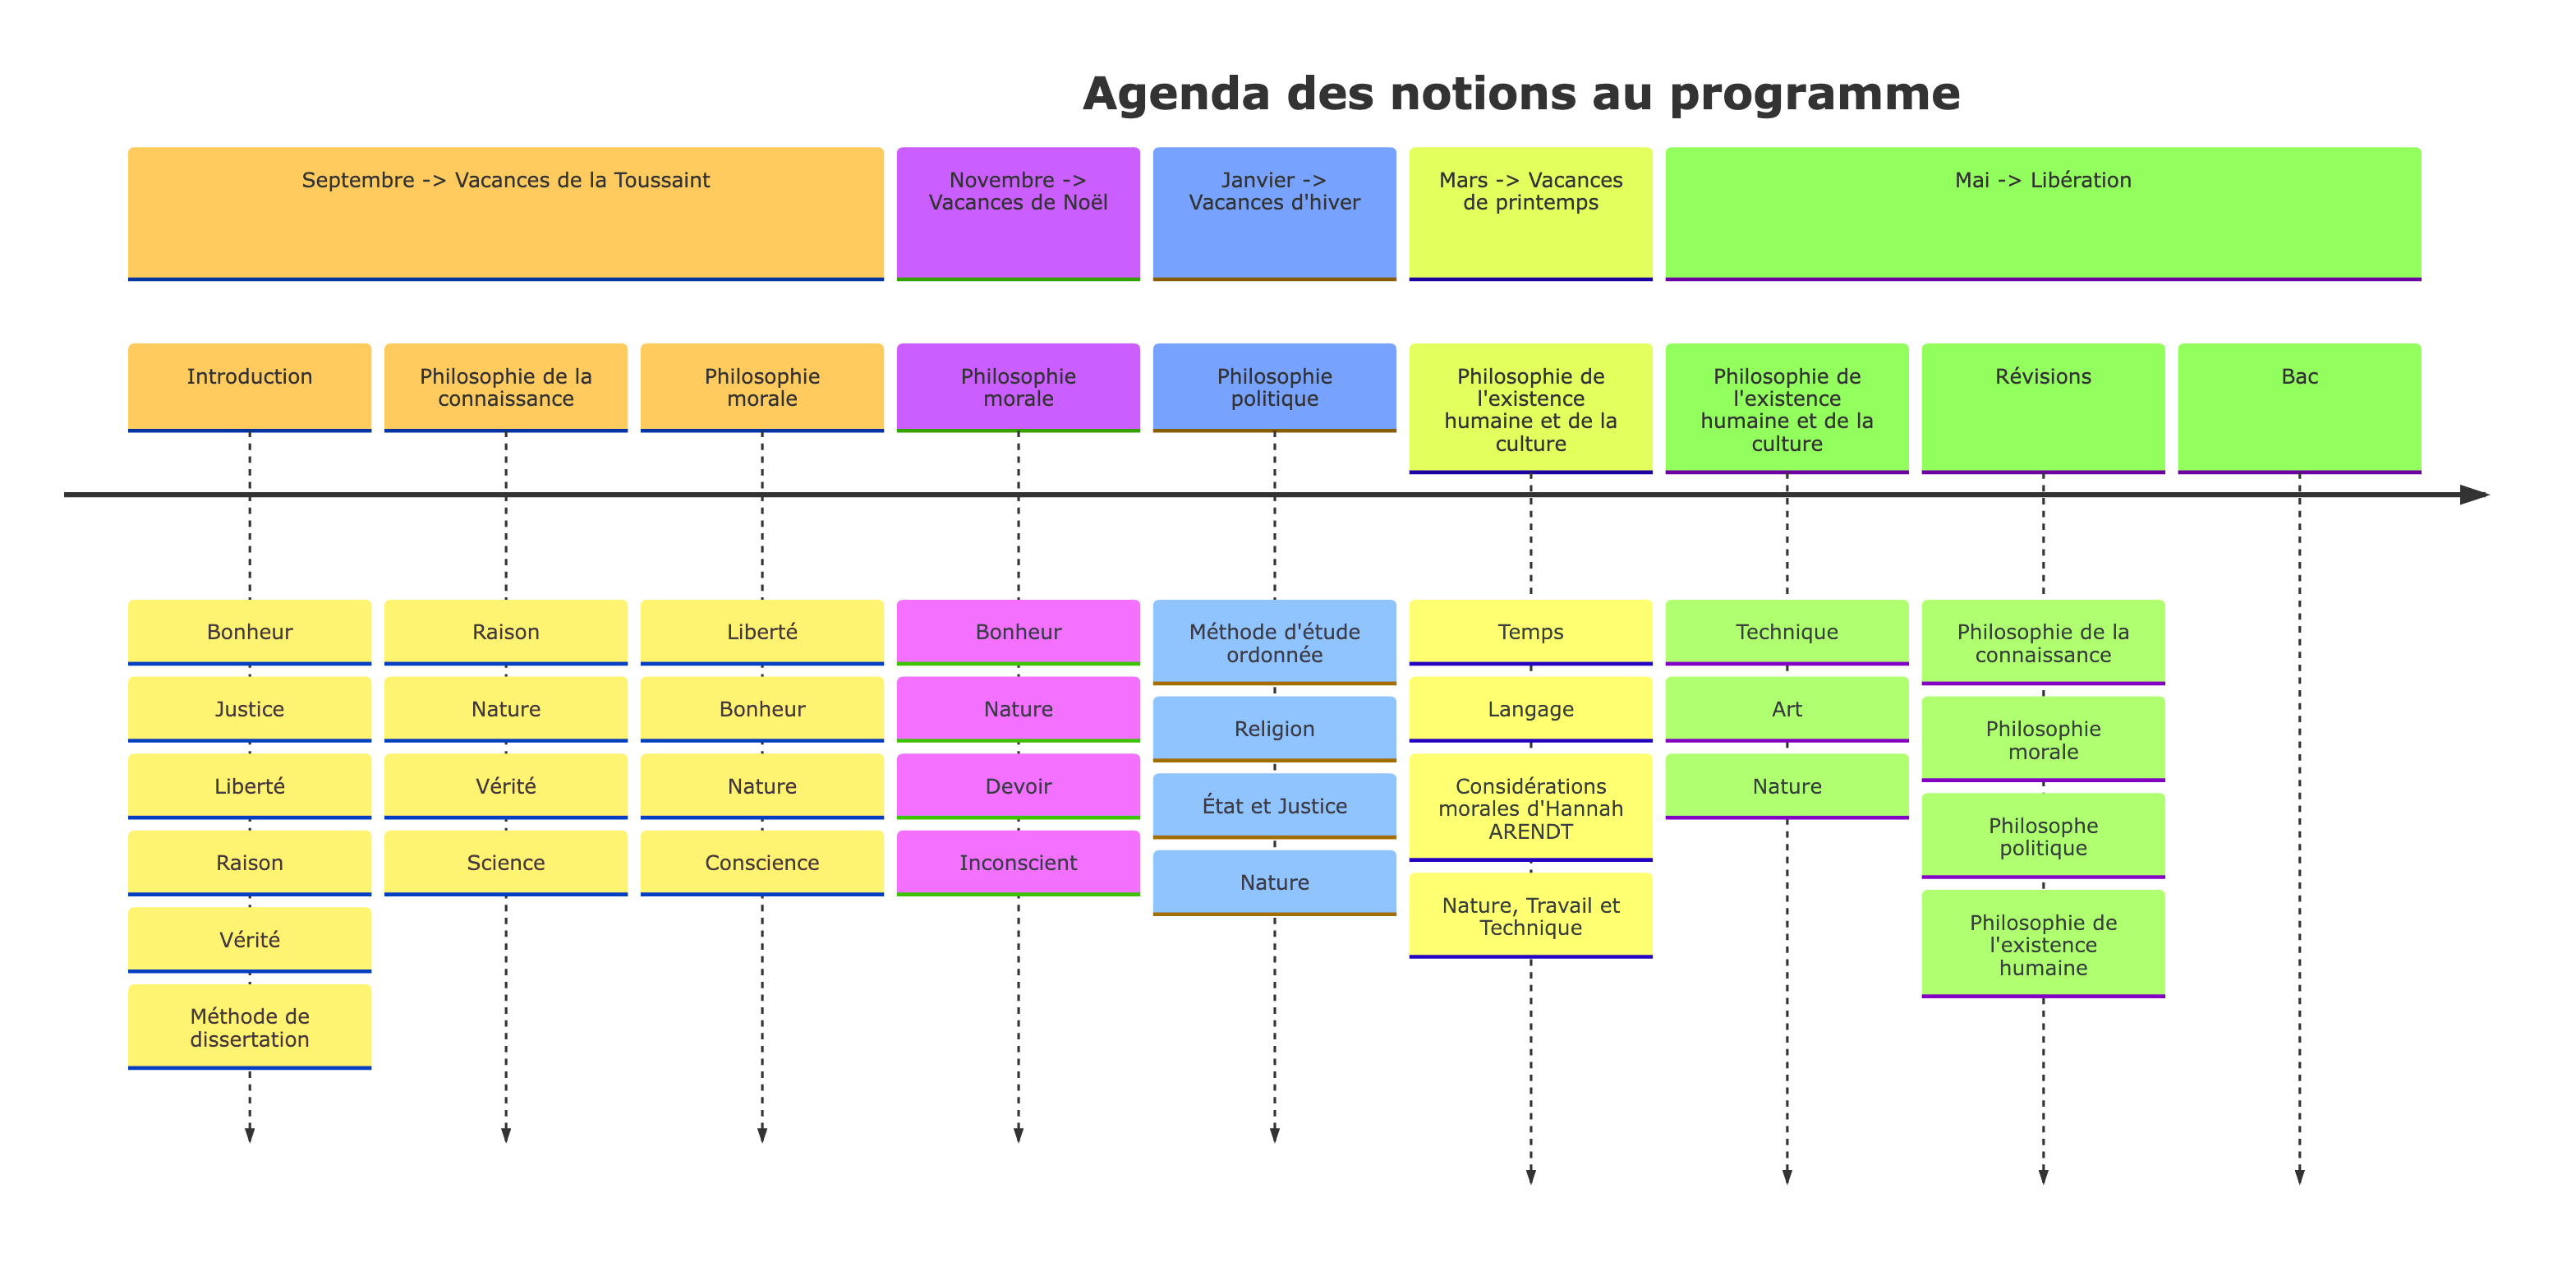 Agenda des notions au programme
Septembre -> Vacances de la Toussaint
Novembre ->
Vacances de Noël
Janvier ->
Vacances d'hiver
Mars -> Vacances
de printemps
Mai -> Libération
Introduction
Philosophie de la
connaissance
Philosophie
morale
Philosophie
morale
Philosophie
politique
Philosophie de
l'existence
humaine et de la
culture
Philosophie de
l'existence
humaine et de la
culture
Révisions
Bac
Bonheur
Justice
Liberté
Raison
Vérité
Méthode de
dissertation
Raison
Nature
Vérité
Science
Liberté
Bonheur
Nature
Conscience
Bonheur
Nature
Devoir
Inconscient
Méthode d'étude
ordonnée
Religion
État et Justice
Nature
Temps
Langage
Considérations
morales d'Hannah
ARENDT
Nature, Travail et
Technique
Technique
Art
Nature
Philosophie de la
connaissance
Philosophie
morale
Philosophe
politique
Philosophie de
l'existence
humaine